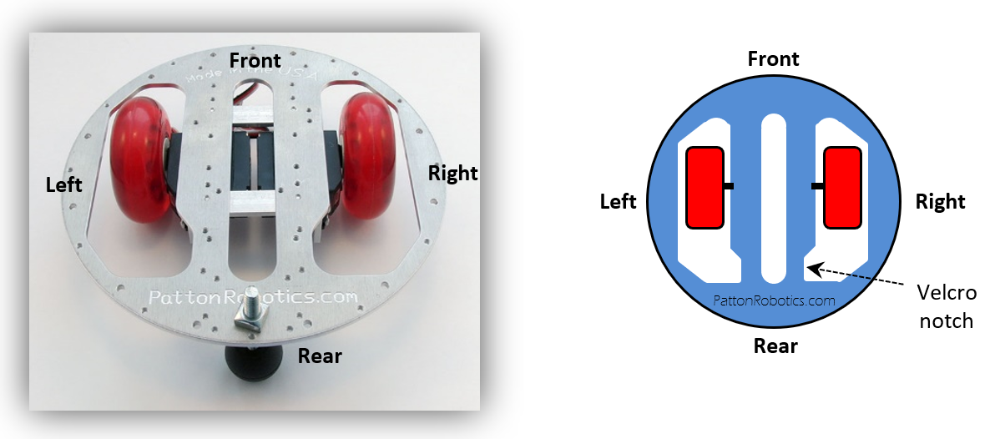 Front
Made in the USA
Left
Right
PattonRobotics.com
Rear
Front
Left
Right
PattonRobotics.com
Velcro
notch
Rear